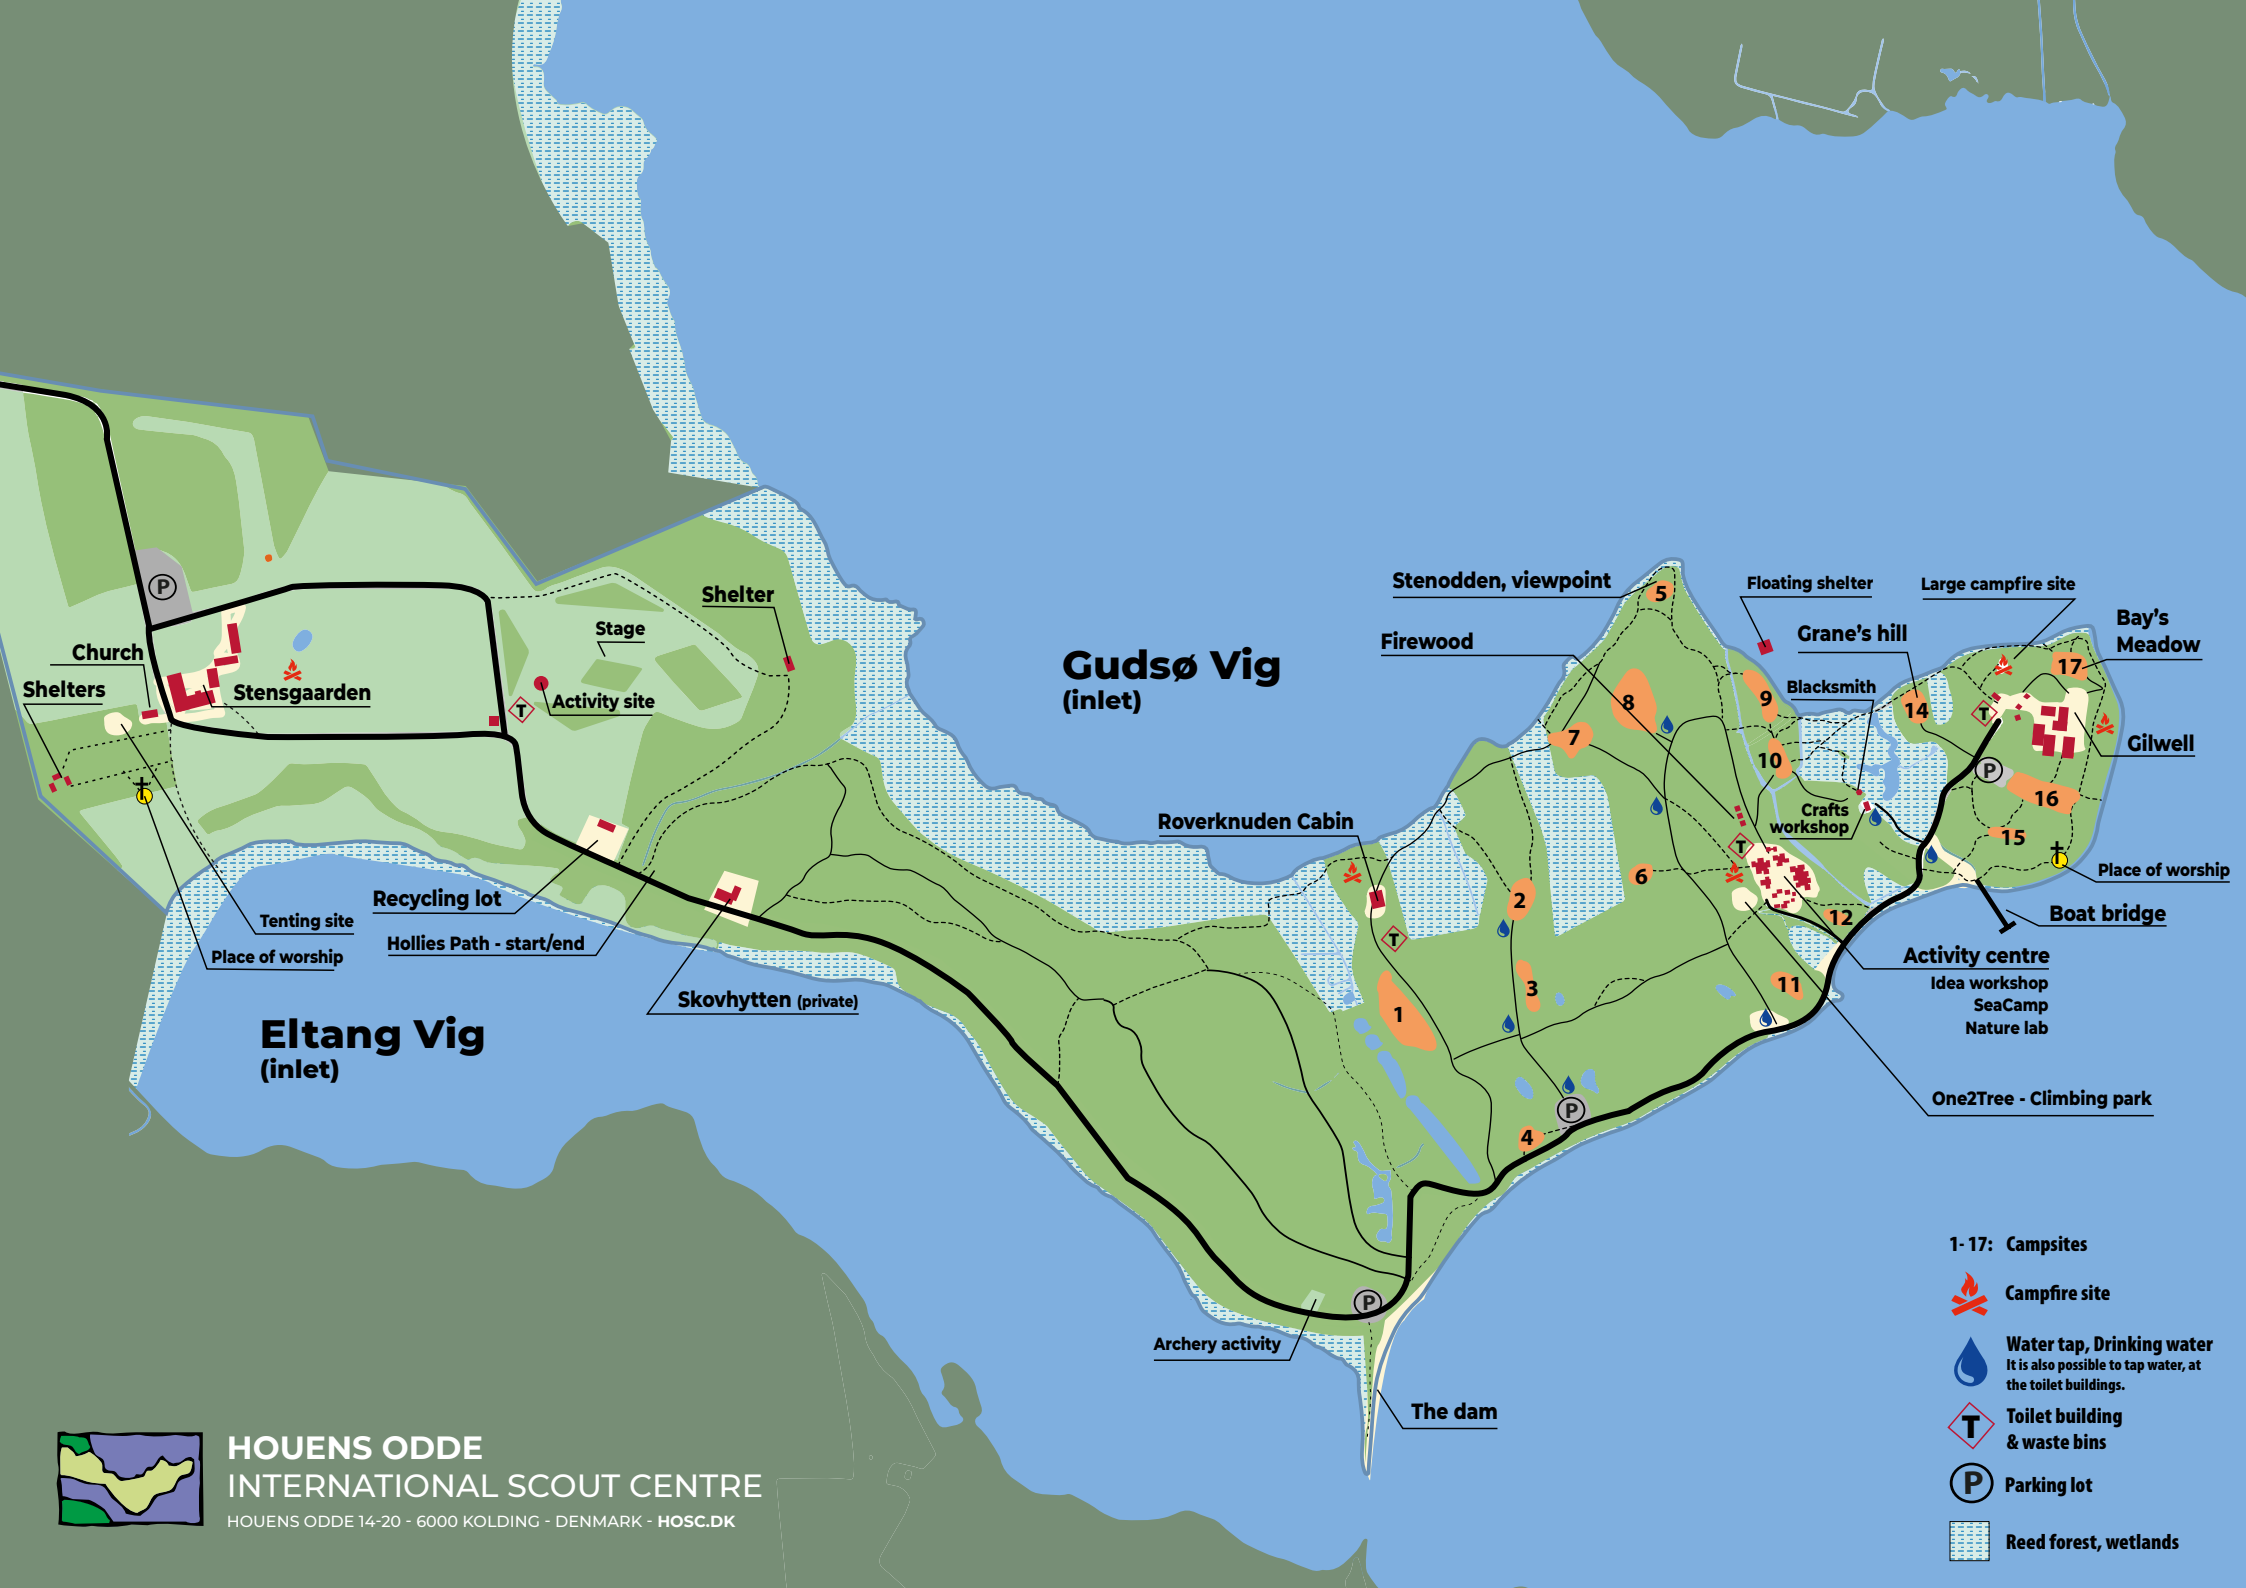 Gudsø Vig
(inlet)
Eltang Vig
(inlet)
P
Church
Shelters
Stensgaarden
Tenting site
Place of worship
Stage
Shelter
Activity site
T
Recycling lot
Hollies Path - start/end
Skovhytten (private)
Roverknuden Cabin
T
Archery activity
P
The dam
Stenodden, viewpoint
Firewood
Floating shelter
Grane's hill
Blacksmith
Crafts
workshop
Large campfire site
Bay's
Meadow
Gilwell
Place of worship
Boat bridge
Activity centre
Idea workshop
SeaCamp
Nature lab
One2Tree - Climbing park
5
8
7
9
10
14
17
16
15
6
2
3
1
4
11
12
T
T
P
P
1- 17: Campsites
Campfire site
Water tap, Drinking water
It is also possible to tap water, at
the toilet buildings.
T
Toilet building
& waste bins
P Parking lot
Reed forest, wetlands
HOUENS ODDE
INTERNATIONAL SCOUT CENTRE
HOUENS ODDE 14-20 - 6000 KOLDING - DENMARK - HOSC.DK